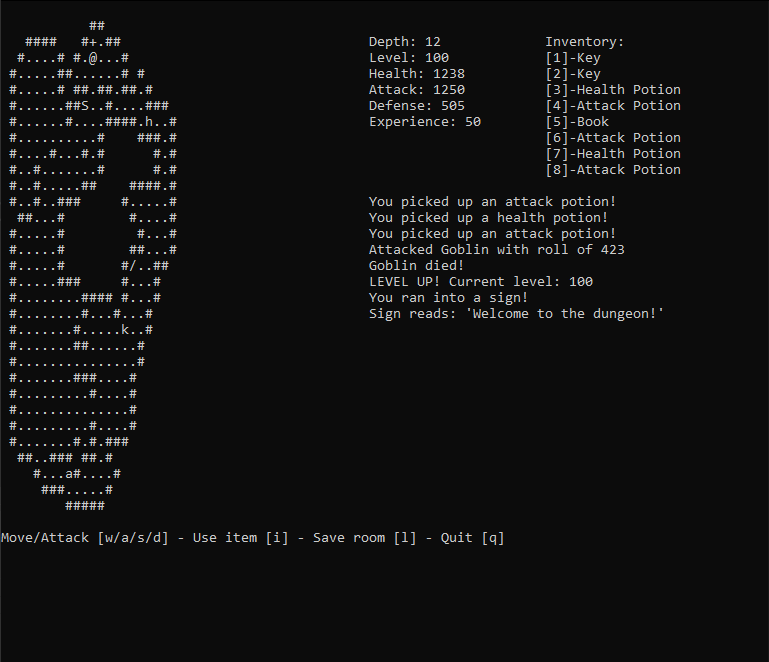 ##
   ####   #+.##                               Depth: 12             Inventory:
  #....# #.@...#                              Level: 100            [1]-Key
 #.....##......# #                            Health: 1238          [2]-Key
 #.....# ##.##.##.#                           Attack: 1250          [3]-Health Potion
 #......##S..#....###                         Defense: 505          [4]-Attack Potion
 #......#....####.h..#                        Experience: 50        [5]-Book
 #..........#    ###.#                                              [6]-Attack Potion
 #....#...#.#      #.#                                              [7]-Health Potion
 #..#.......#      #.#                                              [8]-Attack Potion
 #..#.....##    ####.#
 #..#..###     #.....#                        You picked up an attack potion!
  ##...#        #....#                        You picked up a health potion!
 #.....#         #...#                        You picked up an attack potion!
 #.....#        ##...#                        Attacked Goblin with roll of 423
 #.....#       #/..##                         Goblin died!
 #.....###     #...#                          LEVEL UP! Current level: 100
 #........#### #...#                          You ran into a sign!
 #........#...#...#                           Sign reads: 'Welcome to the dungeon!'
 #.......#.....k..#
 #.......##......#
 #...............#
 #.......###....#
 #.........#....#
 #..............#
 #.........#....#
 #.......#.#.###
  ##..### ##.#
    #...a#....#
     ###.....#
        #####
Move/Attack [w/a/s/d] - Use item [i] - Save room [l] - Quit [q]